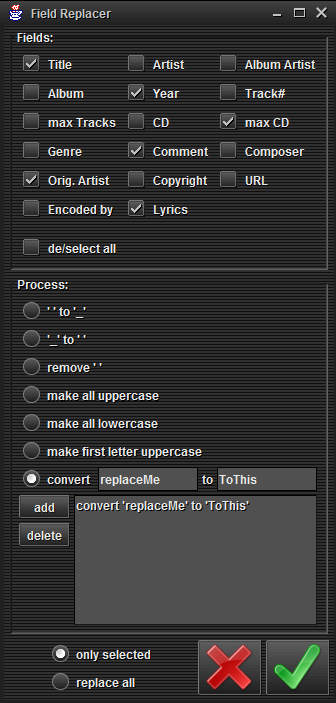 Field Replacer
Fields:
Title Artist Album Artist
Album Year Track#
max Tracks CD max CD
Genre Comment Composer
Orig. Artist Copyright URL
Encoded by Lyrics
de/select all
Process:
' ' to '_'
'_' to ' '
remove ' '
make all uppercase
make all lowercase
make first letter uppercase
convert replaceMe to ToThis
add convert 'replaceMe' to 'ToThis'
delete
only selected
replace all